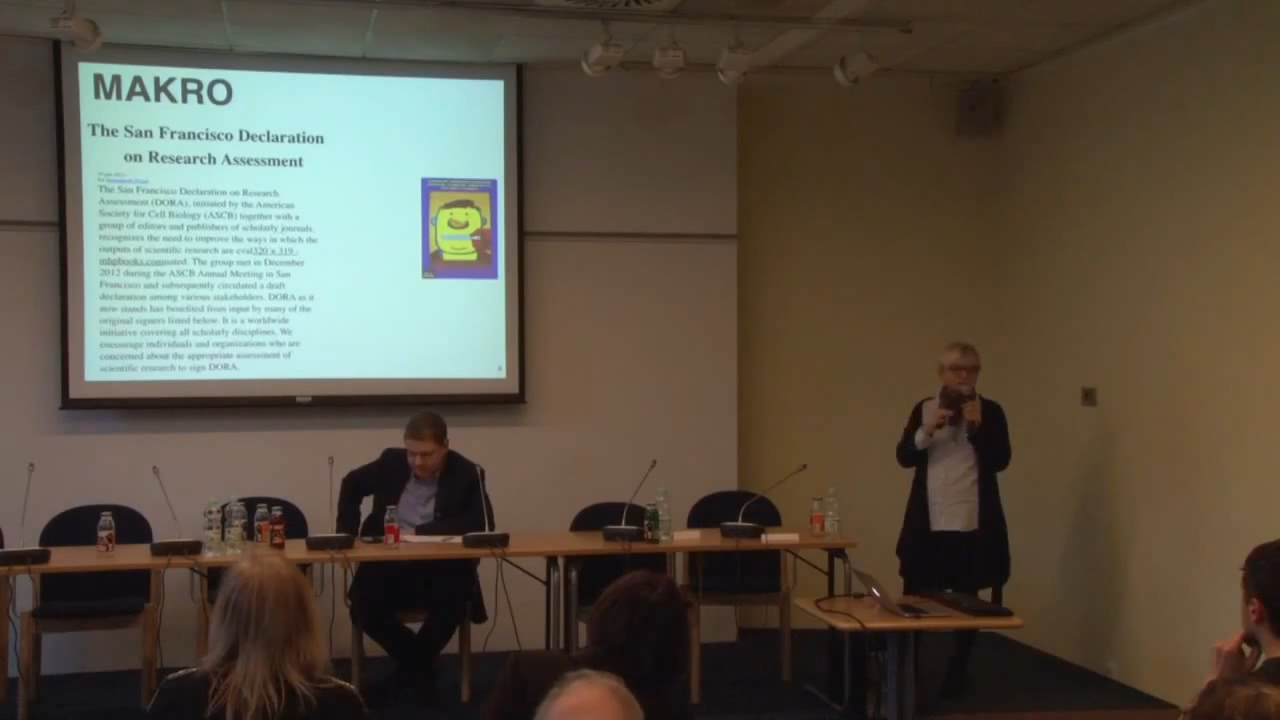 MAKRO
The San Francisco Declaration
on Research Assessment
The San Francisco Declaration on Research
Assessment (DORA), initiated by the American
Society for Cell Biology (ASCB) together with a
group of editors and publishers of scholarly journals,
recognizes the need to improve the ways in which the
outputs of scientific research are eval320 × 319 -
mhpbooks.comuated. The group met in December
2012 during the ASCB Annual Meeting in San
Francisco and subsequently circulated a draft
declaration among various stakeholders. DORA as it
now stands has benefited from input by many of the
original signers listed below. It is a worldwide
initiative covering all scholarly disciplines. We
encourage individuals and organizations who are
concerned about the appropriate assessment of
scientific research to sign DORA.